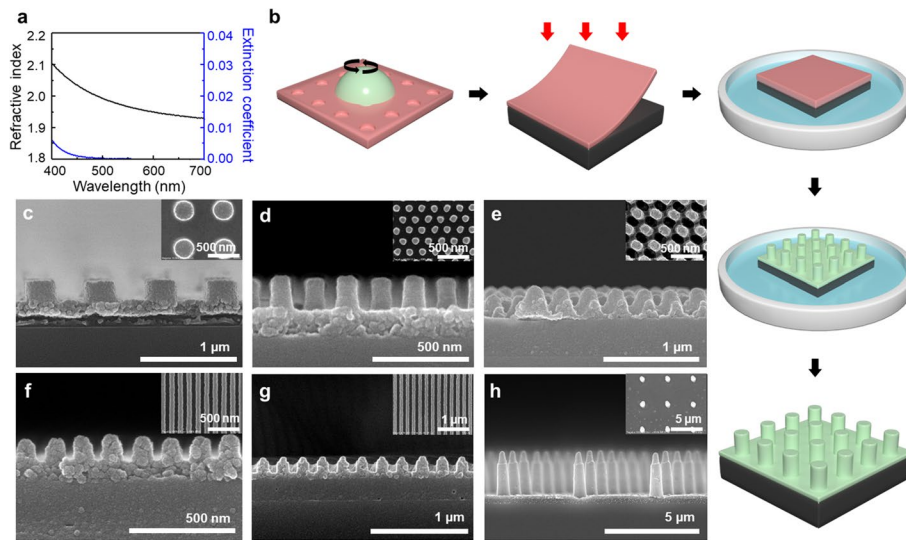 a
Refractive index
2.2
2.1
2.0
1.9
1.8
0.04
0.03
0.02
0.01
0.00
Extinction coefficient
400 500 600 700
Wavelength (nm)
b
c
500 nm
1 µm
d
500 nm
500 nm
e
500 nm
1 µm
f
500 nm
500 nm
g
1 µm
1 µm
h
5 µm
5 µm